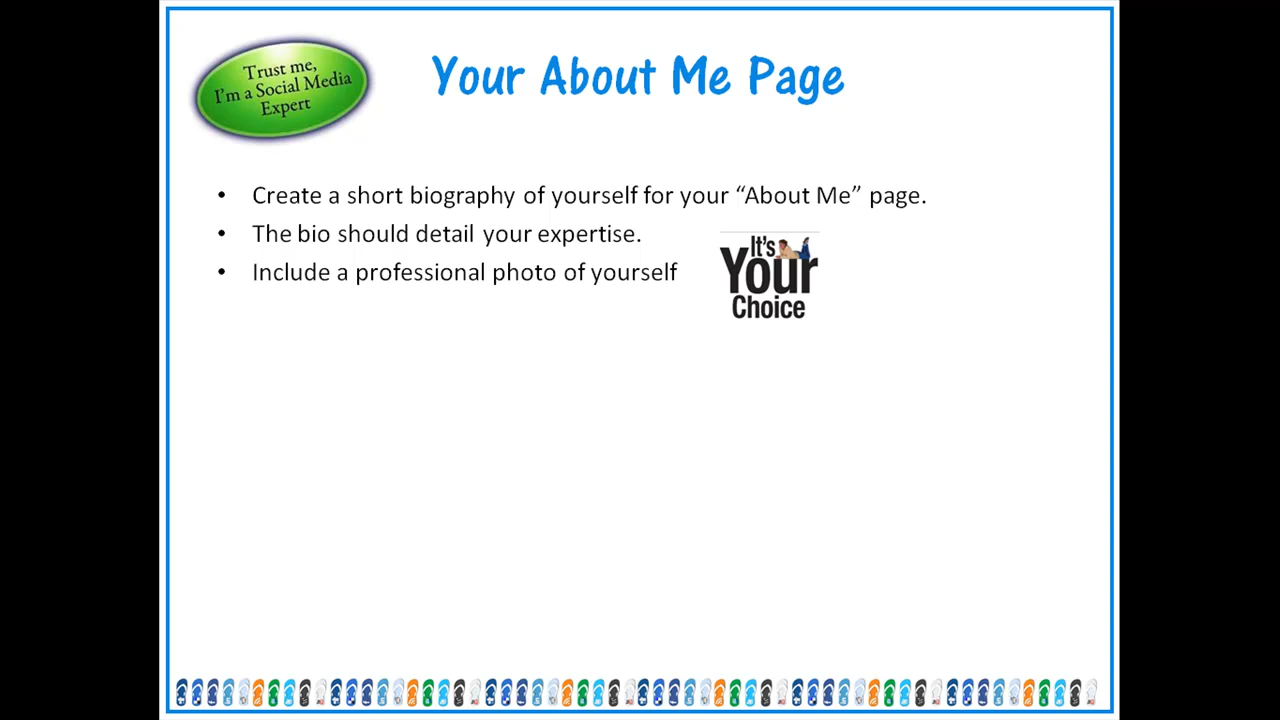 Trust me,
I'm a Social Media
Expert
Your About Me Page
• Create a short biography of yourself for your “About Me” page.
• The bio should detail your expertise.
• Include a professional photo of yourself
It's
Your
Choice